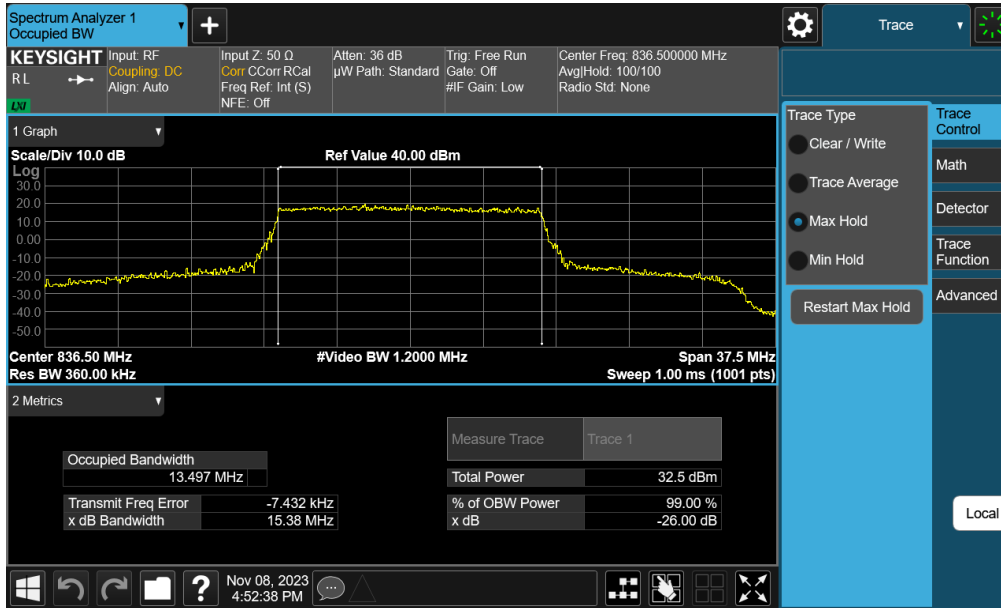 Spectrum Analyzer 1
Occupied BW
Trace
KEYSIGHT
R L
LXI
Input: RF
Coupling: DC
Align: Auto
Input Z: 50 Ω
Corr CCorr RCal
Freq Ref: Int (S)
NFE: Off
Atten: 36 dB
µW Path: Standard
Trig: Free Run
Gate: Off
#IF Gain: Low
Center Freq: 836.500000 MHz
Avg|Hold: 100/100
Radio Std: None
1 Graph
Scale/Div 10.0 dB
Ref Value 40.00 dBm
Log
30.0
20.0
10.0
0.00
-10.0
-20.0
-30.0
-40.0
-50.0
Center 836.50 MHz
#Video BW 1.2000 MHz
Span 37.5 MHz
Res BW 360.00 kHz
Sweep 1.00 ms (1001 pts)
2 Metrics
Measure Trace
Trace 1
Occupied Bandwidth
13.497 MHz
Total Power
32.5 dBm
Transmit Freq Error
-7.432 kHz
% of OBW Power
99.00 %
x dB Bandwidth
15.38 MHz
x dB
-26.00 dB
Trace Type
Clear / Write
Trace Average
Max Hold
Min Hold
Restart Max Hold
Trace
Control
Math
Detector
Trace
Function
Advanced
Local
?
Nov 08, 2023
4:52:38 PM